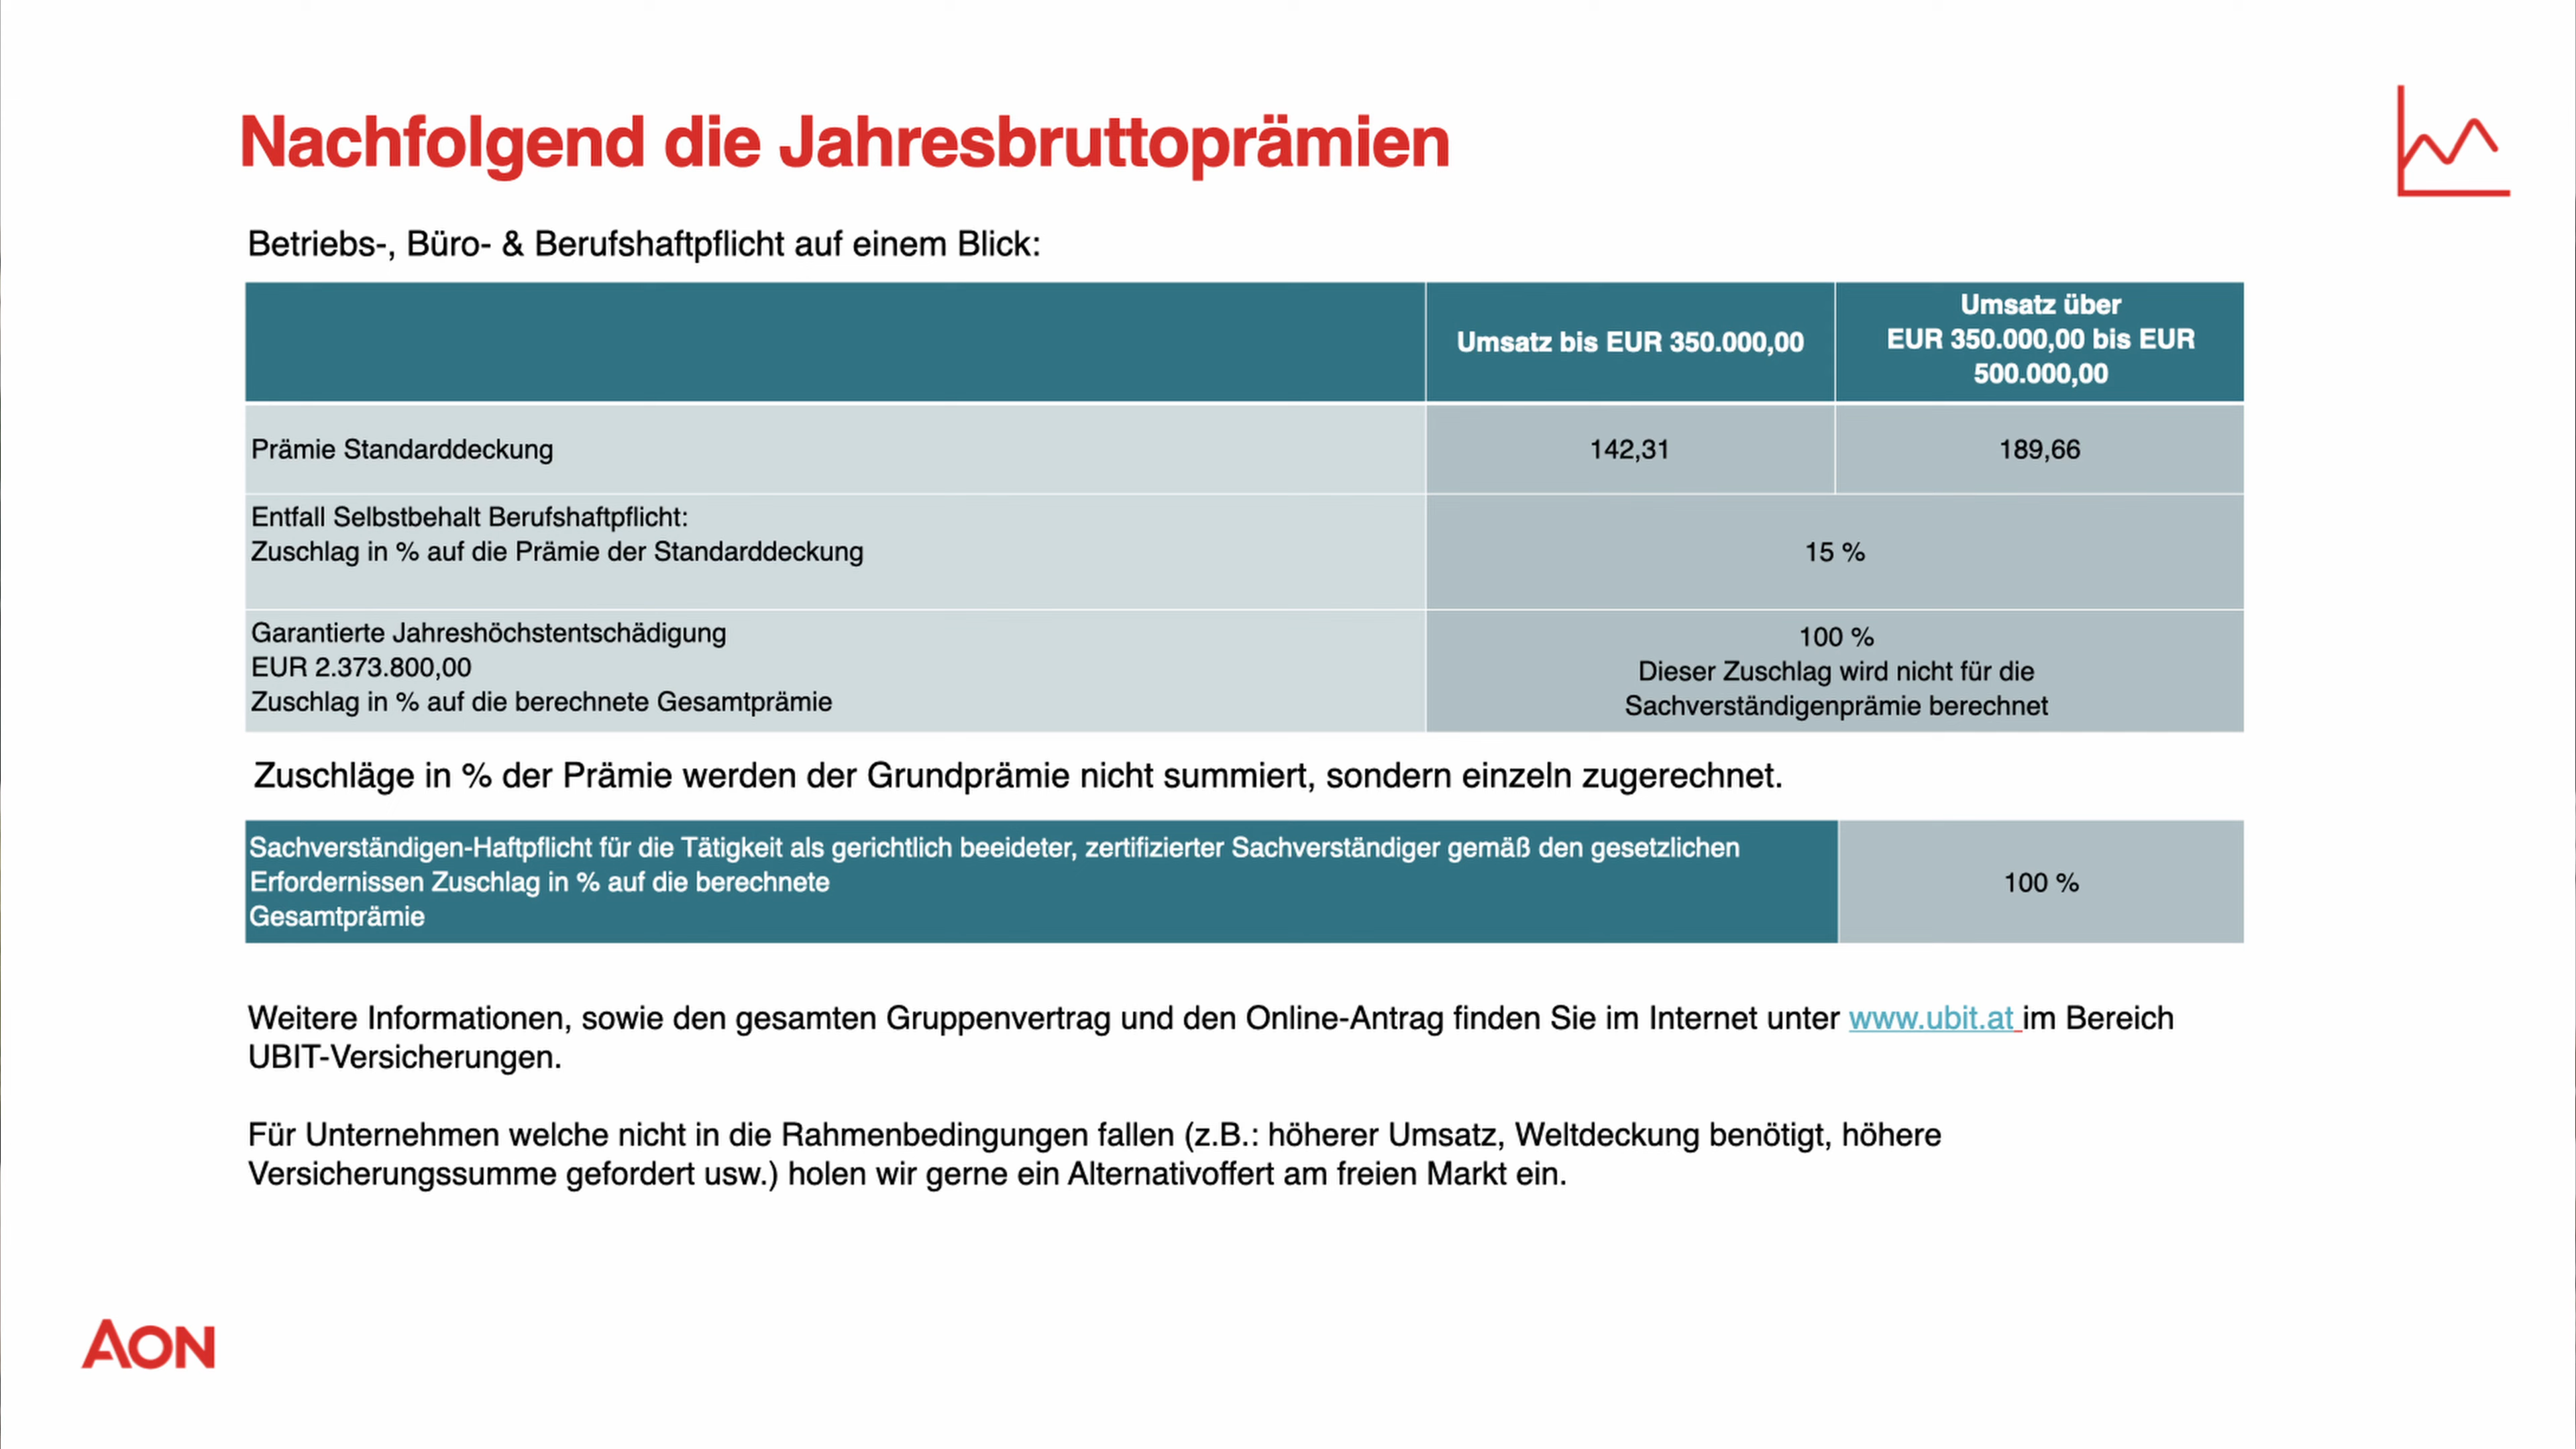 Nachfolgend die Jahresbruttoprämien
Betriebs-, Büro- & Berufshaftpflicht auf einem Blick:
Umsatz bis EUR 350.000,00
Umsatz über
EUR 350.000,00 bis EUR
500.000,00
Prämie Standarddeckung
142,31
189,66
Entfall Selbstbehalt Berufshaftpflicht:
Zuschlag in % auf die Prämie der Standarddeckung
15 %
Garantierte Jahreshöchstentschädigung
EUR 2.373.800,00
Zuschlag in % auf die berechnete Gesamtprämie
100 %
Dieser Zuschlag wird nicht für die
Sachverständigenprämie berechnet
Zuschläge in % der Prämie werden der Grundprämie nicht summiert, sondern einzeln zugerechnet.
Sachverständigen-Haftpflicht für die Tätigkeit als gerichtlich beeideter, zertifizierter Sachverständiger gemäß den gesetzlichen
Erfordernissen Zuschlag in % auf die berechnete
Gesamtprämie
100 %
Weitere Informationen, sowie den gesamten Gruppenvertrag und den Online-Antrag finden Sie im Internet unter www.ubit.at im Bereich
UBIT-Versicherungen.
Für Unternehmen welche nicht in die Rahmenbedingungen fallen (z.B.: höherer Umsatz, Weltdeckung benötigt, höhere
Versicherungssumme gefordert usw.) holen wir gerne ein Alternativoffert am freien Markt ein.
AON